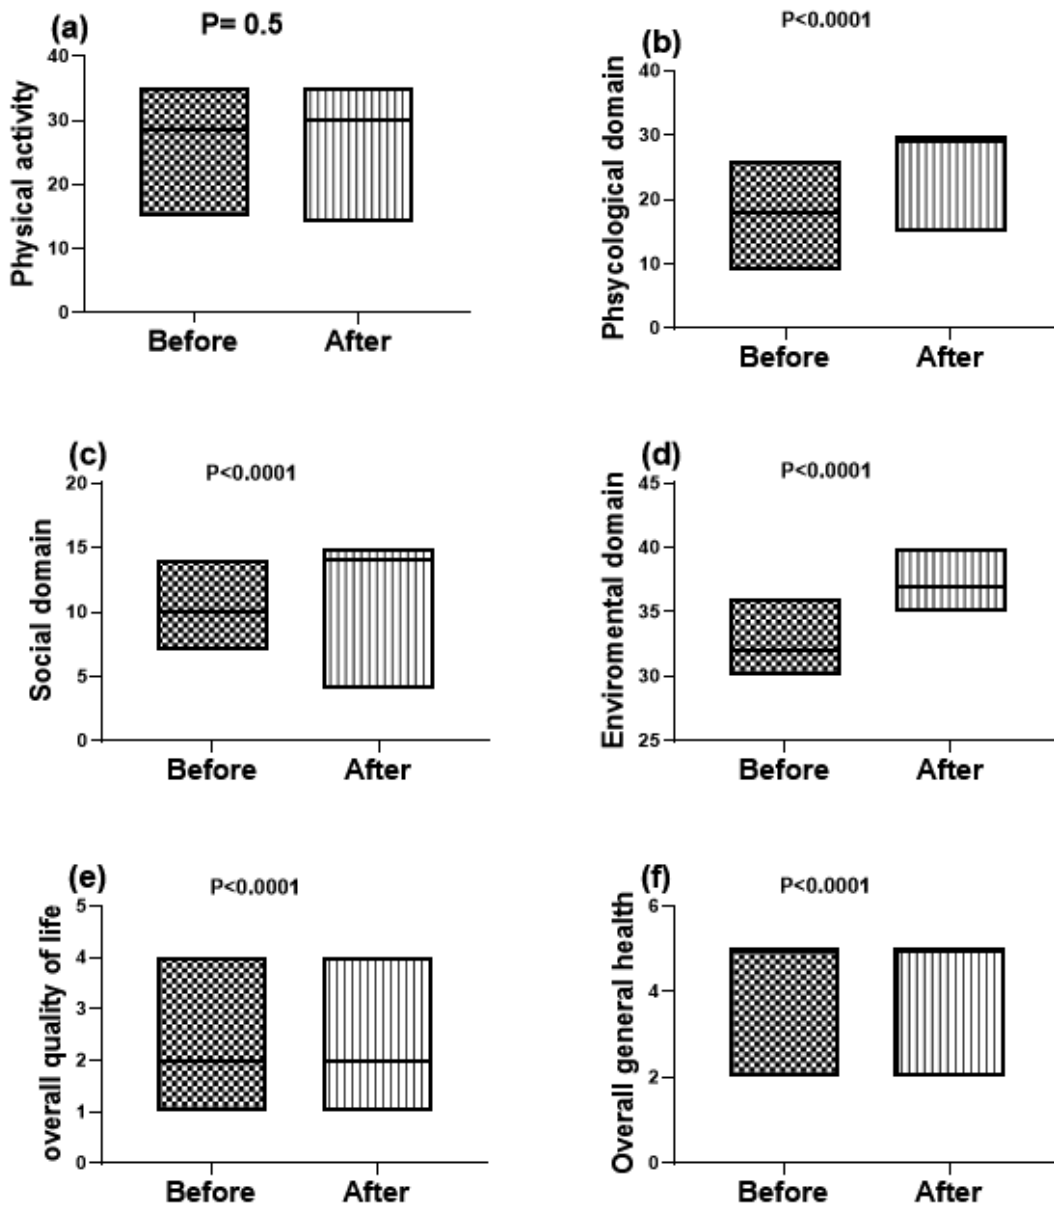 (a) P= 0.5
Physical activity
40
30
20
10
0
Before After
(b) P<0.0001
Phsycological domain
40
30
20
10
0
Before After
(c) P<0.0001
Social domain
20
15
10
5
0
Before After
(d) P<0.0001
Enviromental domain
45
40
35
30
25
Before After
(e) P<0.0001
overall quality of life
5
4
3
2
1
0
Before After
(f) P<0.0001
Overall general health
6
4
2
0
Before After